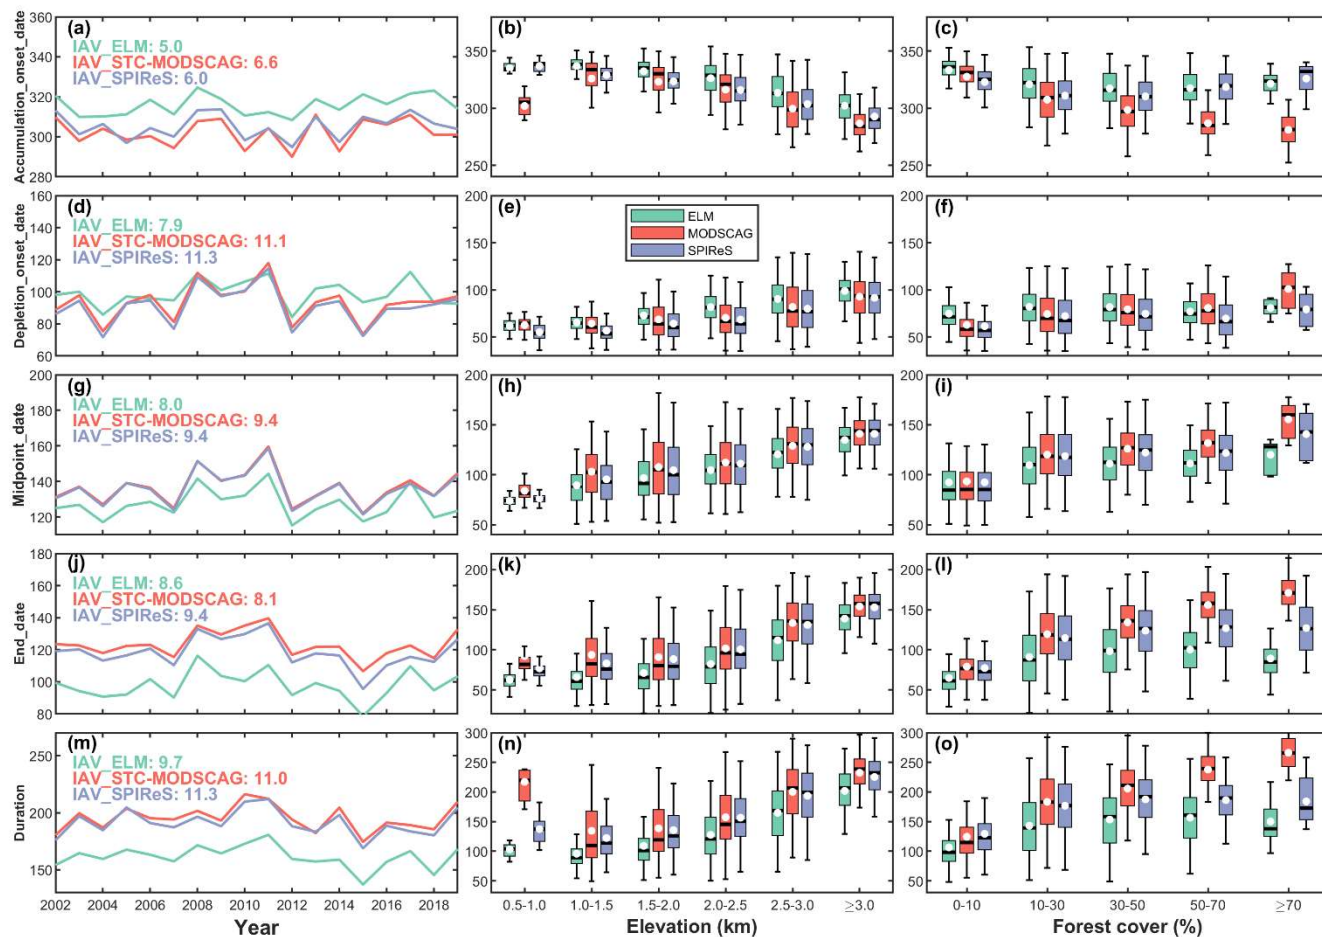 (a)
IAV_ELM: 5.0
IAV_STC-MODSCAG: 6.6
IAV_SPIReS: 6.0
Accumulation_onset_date
360
340
320
300
280
(b)
350
300
250
(c)
350
300
250
(d)
IAV_ELM: 7.9
IAV_STC-MODSCAG: 11.1
IAV_SPIReS: 11.3
Depletion_onset_date
160
140
120
100
80
60
(e)
ELM
MODSCAG
SPIReS
200
150
100
50
(f)
200
150
100
50
(g)
IAV_ELM: 8.0
IAV_STC-MODSCAG: 9.4
IAV_SPIReS: 9.4
Midpoint_date
200
180
160
140
120
(h)
200
150
100
50
(i)
200
150
100
50
(j)
IAV_ELM: 8.6
IAV_STC-MODSCAG: 8.1
IAV_SPIReS: 9.4
End_date
180
160
140
120
100
80
(k)
200
150
100
50
(l)
200
150
100
50
(m)
IAV_ELM: 9.7
IAV_STC-MODSCAG: 11.0
IAV_SPIReS: 11.3
Duration
250
200
150
2002 2004 2006 2008 2010 2012 2014 2016 2018
Year
(n)
300
250
200
150
100
50
0.5-1.0 1.0-1.5 1.5-2.0 2.0-2.5 2.5-3.0 ≥3.0
Elevation (km)
(o)
300
250
200
150
100
50
0-10 10-30 30-50 50-70 ≥70
Forest cover (%)